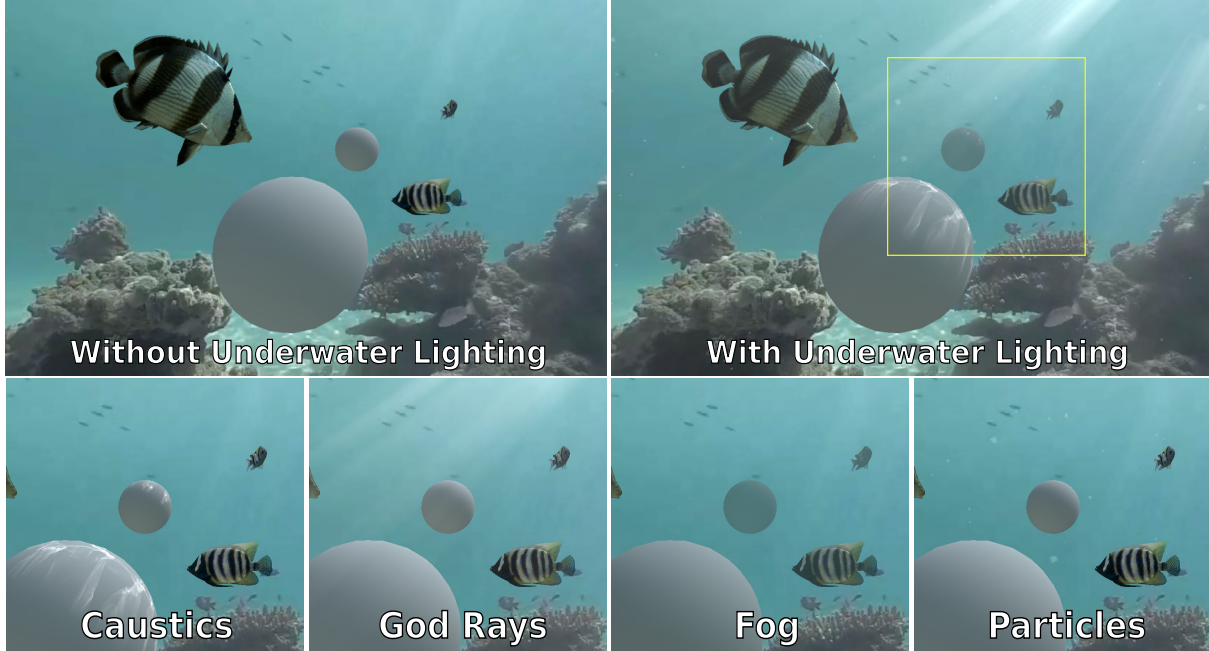 Without Underwater Lighting
With Underwater Lighting
Caustics
God Rays
Fog
Particles